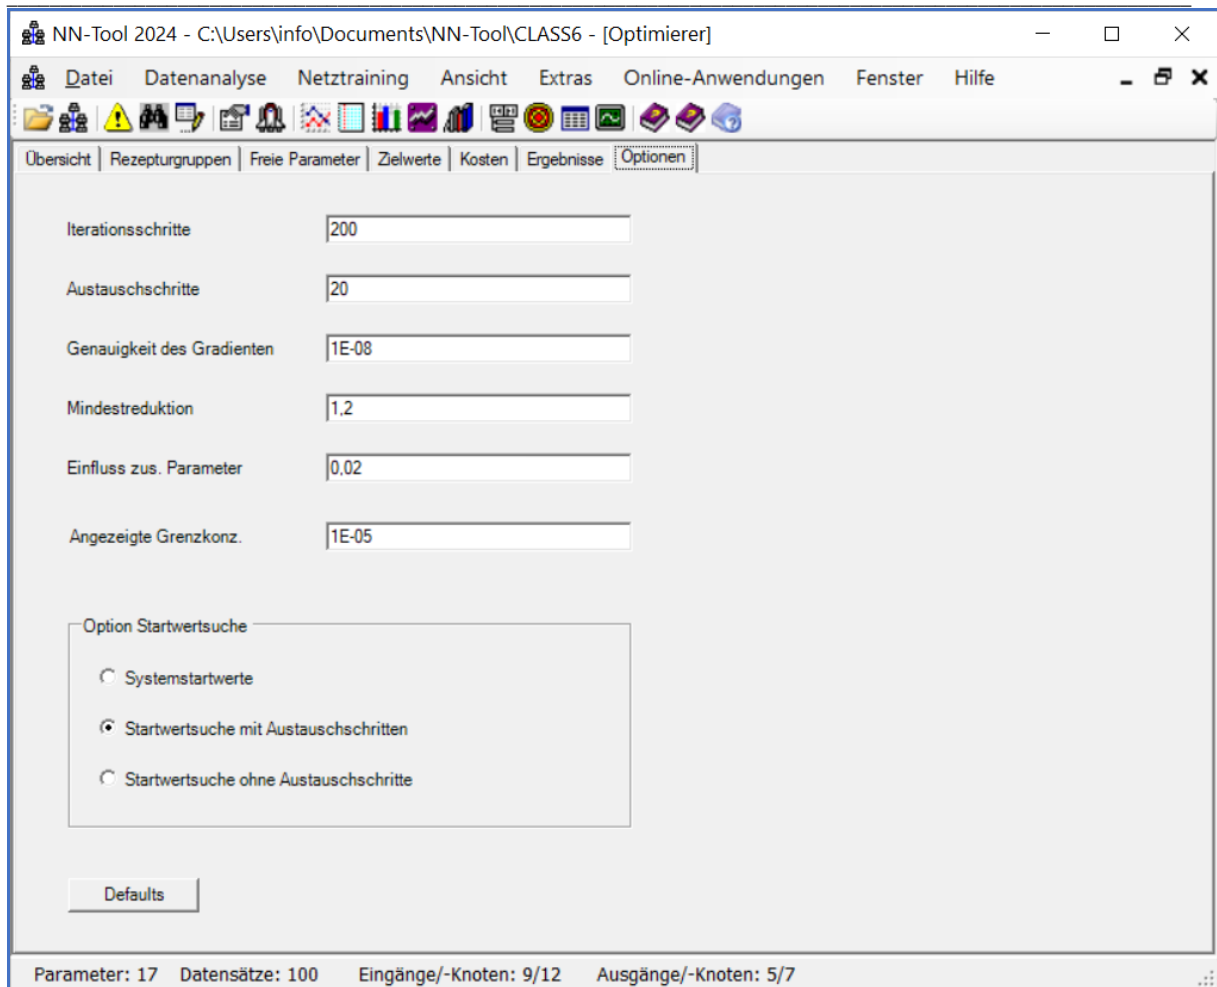 NN-Tool 2024 - C:\Users\info\Documents\NN-Tool\CLASS6 - [Optimierer]
Datei Datenanalyse Netztraining Ansicht Extras Online-Anwendungen Fenster Hilfe
Übersicht Rezepturgruppen Freie Parameter Zielwerte Kosten Ergebnisse Optionen
Iterationsschritte 200
Austauschschritte 20
Genauigkeit des Gradienten 1E-08
Mindestreduktion 1,2
Einfluss zus. Parameter 0,02
Angezeigte Grenzkonz. 1E-05
Option Startwertsuche
Systemstartwerte
Startwertsuche mit Austauschschritten
Startwertsuche ohne Austauschschritte
Defaults
Parameter: 17 Datensätze: 100 Eingänge/-Knoten: 9/12 Ausgänge/-Knoten: 5/7